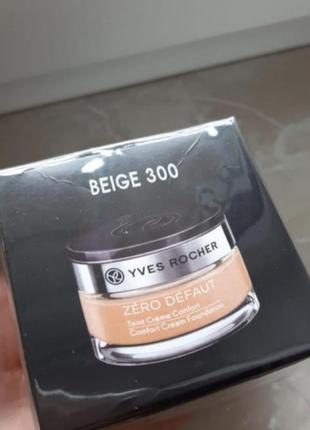 BEIGE 300
YVES ROCHER
ZÉRO DÉFAUT
Teint Crème Confort
Comfort Cream Foundation